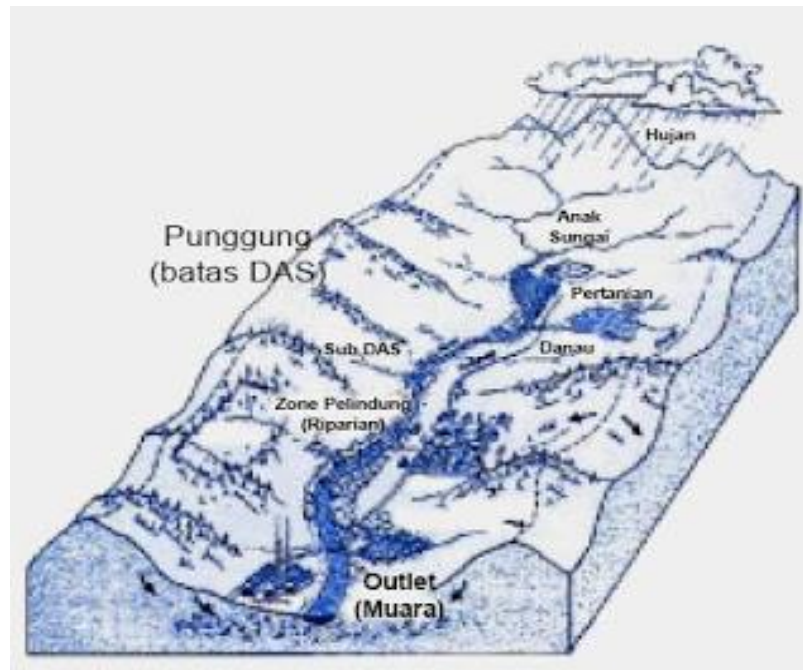 Hujan
Anak
Sungai
Punggung
(batas DAS)
Pertanian
Sub DAS
Danau
Zone Pelindung
(Riparian)
Outlet
(Muara)